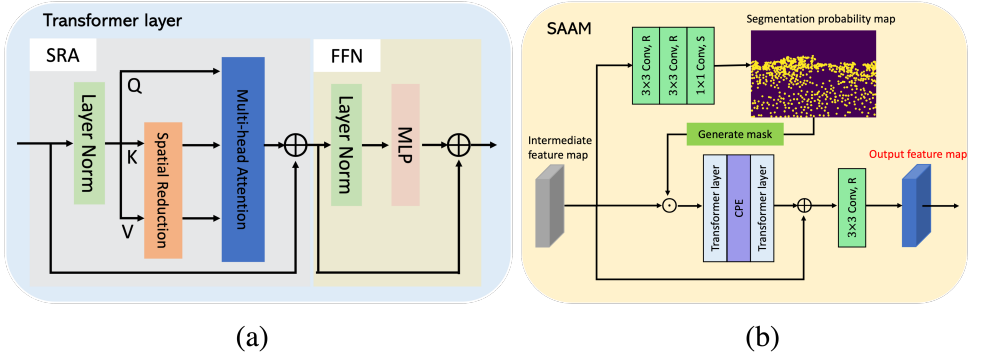 Transformer layer
SRA
FFN
Layer Norm
Q
K
V
Spatial Reduction
Multi-head Attention
Layer Norm
MLP
(a)
SAAM
Segmentation probability map
3×3 Conv, R
3×3 Conv, R
1×1 Conv, S
Generate mask
Intermediate
feature map
Transformer layer
CPE
Transformer layer
3×3 Conv, R
Output feature map
(b)